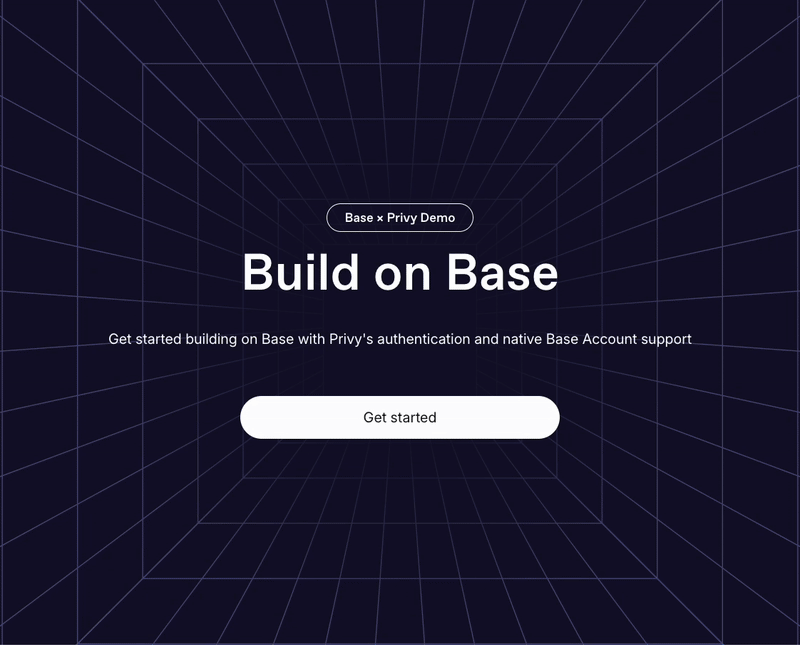 Base × Privy Demo
Build on Base
Get started building on Base with Privy's authentication and native Base Account support
Get started